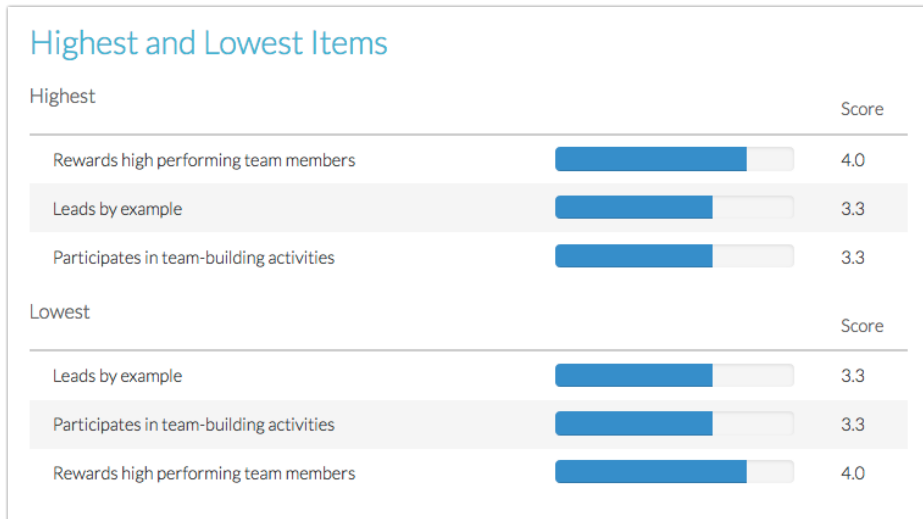 Highest and Lowest Items
Highest
Score
Rewards high performing team members 4.0
Leads by example 3.3
Participates in team-building activities 3.3
Lowest
Score
Leads by example 3.3
Participates in team-building activities 3.3
Rewards high performing team members 4.0